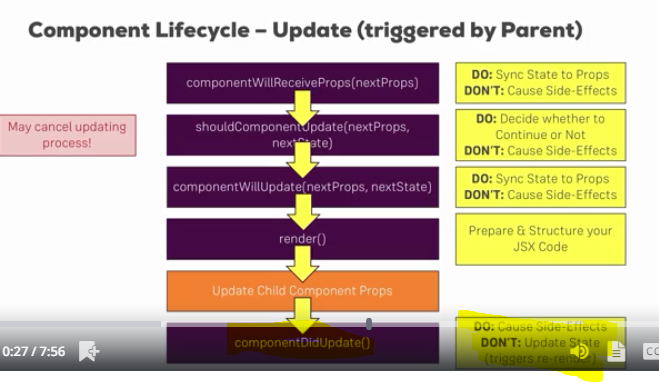 Component Lifecycle – Update (triggered by Parent)
componentWillReceiveProps(nextProps)
DO: Sync State to Props
DON'T: Cause Side-Effects
May cancel updating
process!
shouldComponentUpdate(nextProps,
nextState)
DO: Decide whether to
Continue or Not
DON'T: Cause Side-Effects
componentWillUpdate(nextProps, nextState)
DO: Sync State to Props
DON'T: Cause Side-Effects
render()
Prepare & Structure your
JSX Code
Update Child Component Props
componentDidUpdate()
DO: Cause Side-Effects
DON'T: Update State
(triggers re-render)
0:27 / 7:56
CC